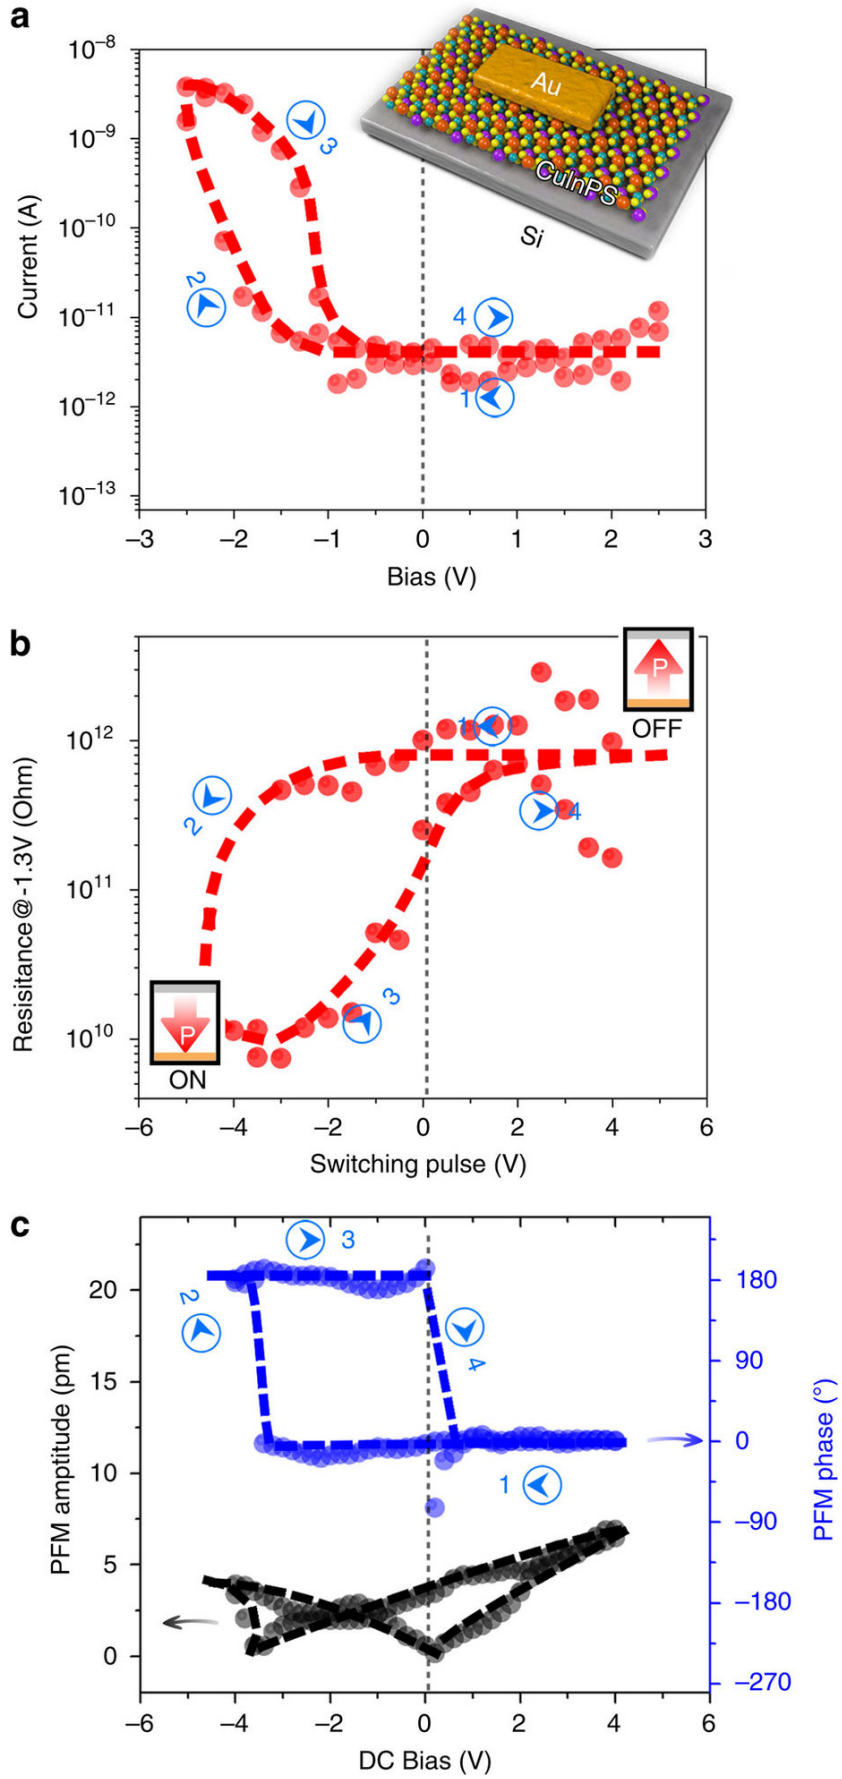 a
10⁻⁸
10⁻⁹
10⁻¹⁰
10⁻¹¹
10⁻¹²
10⁻¹³
Current (A)
Au
CuInPS
Si
3
2
4
1
−3 −2 −1 0 1 2 3
Bias (V)
b
P
OFF
10¹²
10¹¹
10¹⁰
Resisitance@-1.3V (Ohm)
1
2
4
3
P
ON
−6 −4 −2 0 2 4 6
Switching pulse (V)
c
20
15
10
5
0
PFM amptitude (pm)
3
2
4
1
180
90
0
−90
−180
−270
PFM phase (°)
−6 −4 −2 0 2 4 6
DC Bias (V)